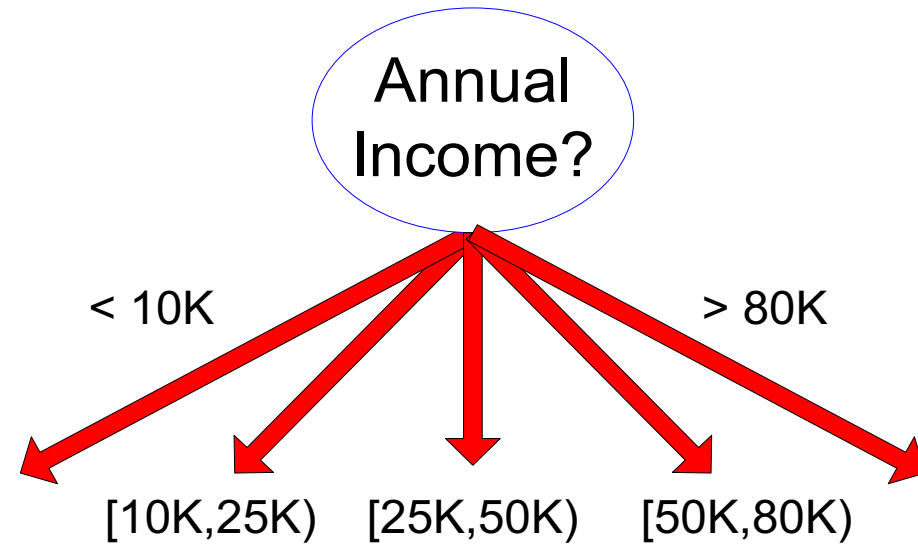 Annual
Income?
< 10K
> 80K
[10K,25K)
[25K,50K)
[50K,80K)